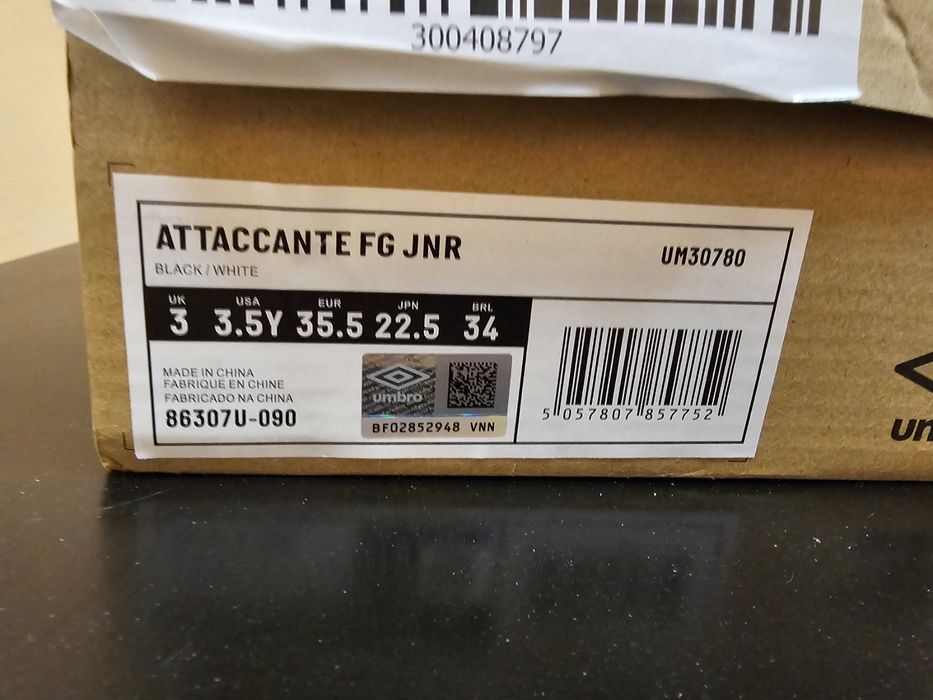 300408797
ATTACCANTE FG JNR
UM30780
BLACK / WHITE
UK USA EUR JPN BRL
3 3.5Y 35.5 22.5 34
MADE IN CHINA
FABRIQUE EN CHINE
FABRICADO NA CHINA
86307U-090
umbro
BF02852948 VNN
5 057807 857752